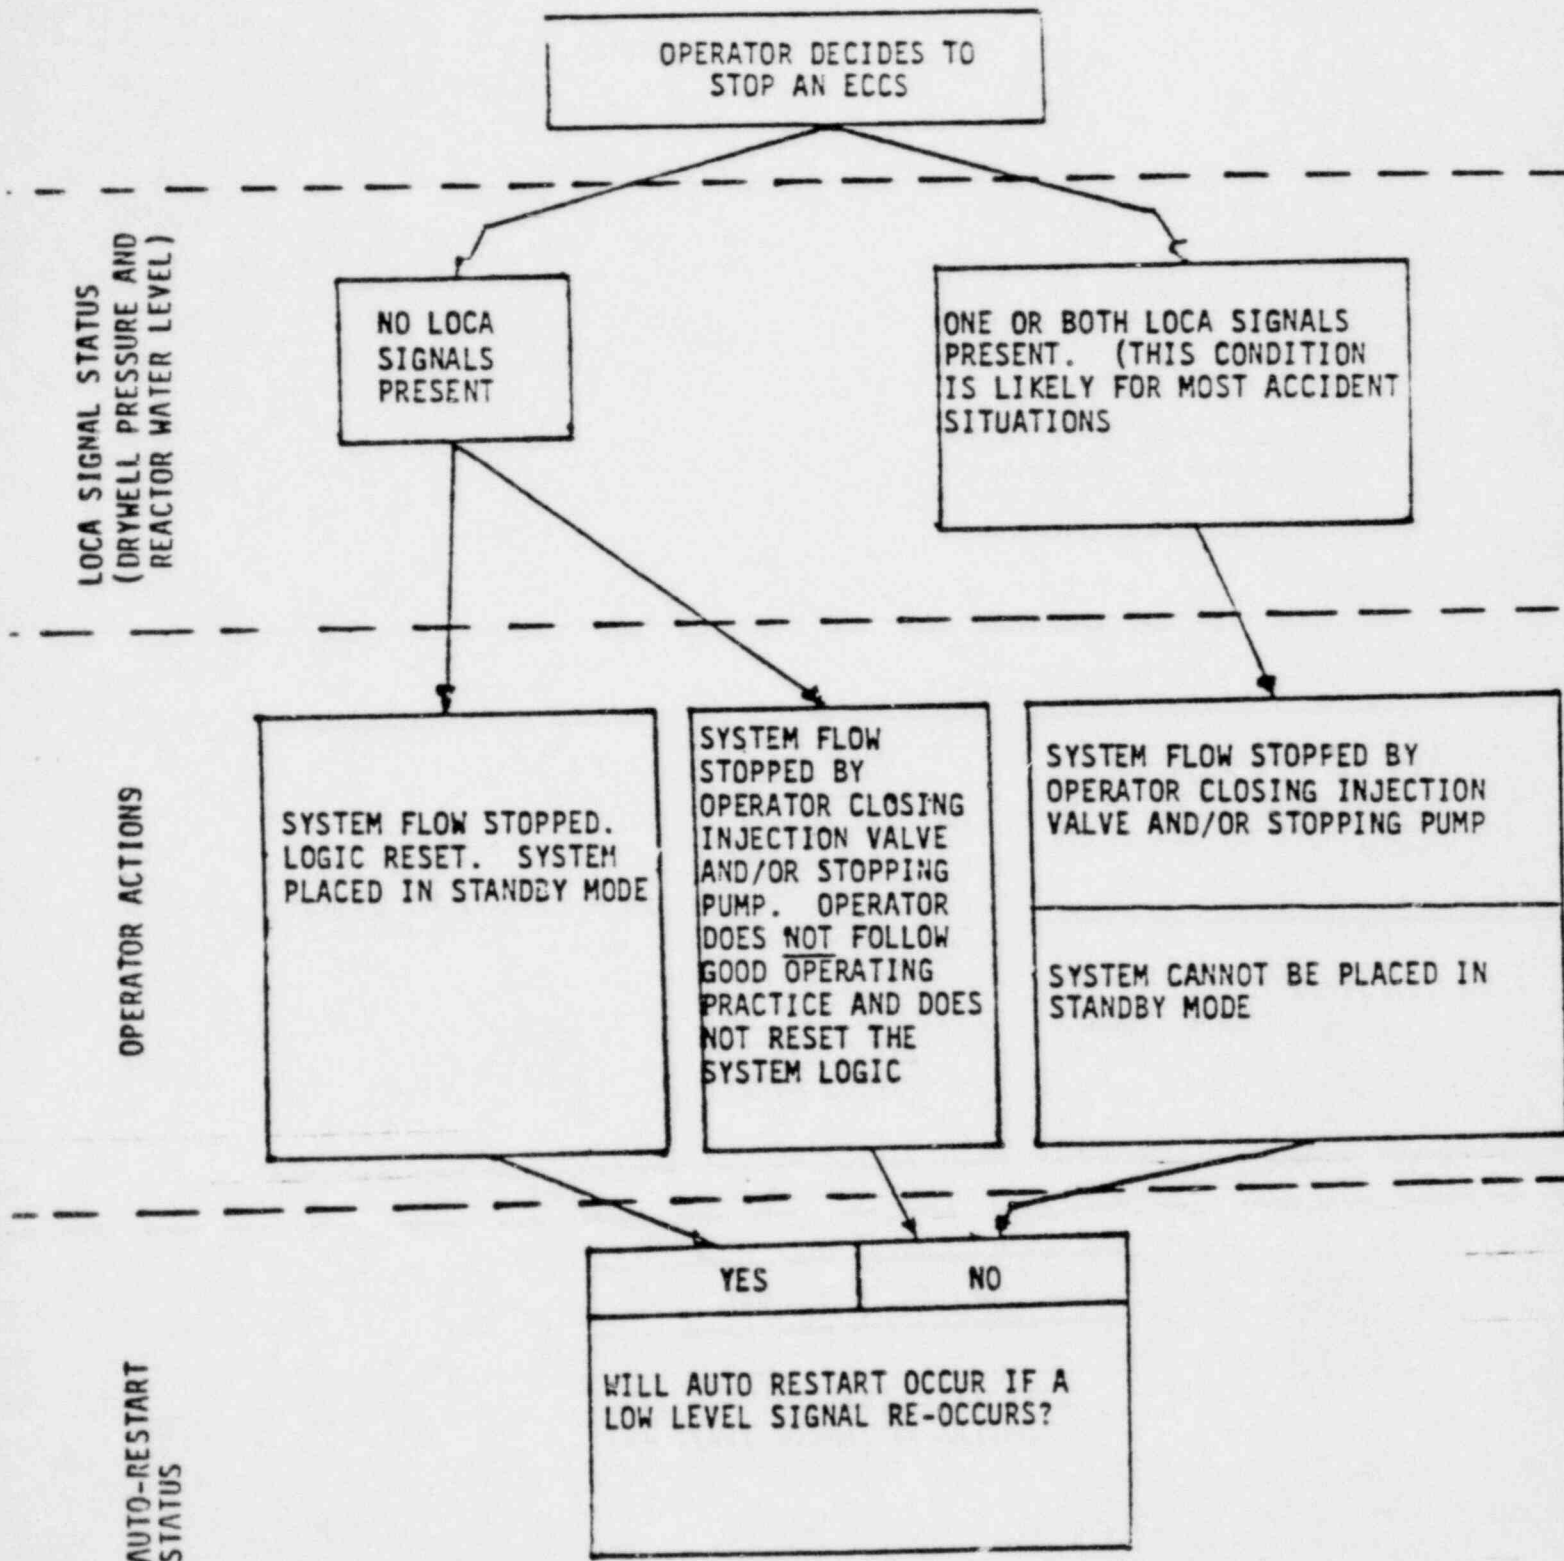 OPERATOR DECIDES TO
STOP AN ECCS
LOCA SIGNAL STATUS
(DRYWELL PRESSURE AND
REACTOR WATER LEVEL)
NO LOCA
SIGNALS
PRESENT
ONE OR BOTH LOCA SIGNALS
PRESENT. (THIS CONDITION
IS LIKELY FOR MOST ACCIDENT
SITUATIONS
OPERATOR ACTIONS
SYSTEM FLOW STOPPED.
LOGIC RESET. SYSTEM
PLACED IN STANDBY MODE
SYSTEM FLOW
STOPPED BY
OPERATOR CLOSING
INJECTION VALVE
AND/OR STOPPING
PUMP. OPERATOR
DOES NOT FOLLOW
GOOD OPERATING
PRACTICE AND DOES
NOT RESET THE
SYSTEM LOGIC
SYSTEM FLOW STOPPED BY
OPERATOR CLOSING INJECTION
VALVE AND/OR STOPPING PUMP
SYSTEM CANNOT BE PLACED IN
STANDBY MODE
AUTO-RESTART
STATUS
YES
NO
WILL AUTO RESTART OCCUR IF A
LOW LEVEL SIGNAL RE-OCCURS?